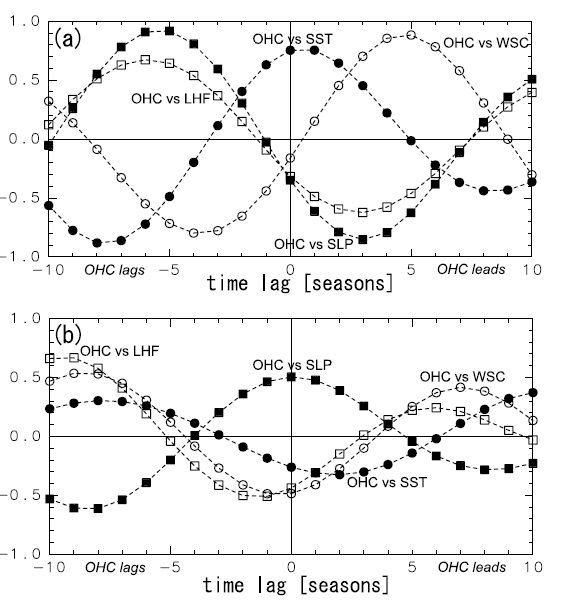 1.0
(a)
OHC vs SST
OHC vs WSC
0.5
OHC vs LHF
0.0
-0.5
OHC vs SLP
-1.0
-10 OHC lags -5 0 5 OHC leads 10
time lag [seasons]
1.0
(b)
OHC vs LHF
OHC vs SLP
OHC vs WSC
0.5
0.0
OHC vs SST
-0.5
-1.0
-10 OHC lags -5 0 5 OHC leads 10
time lag [seasons]